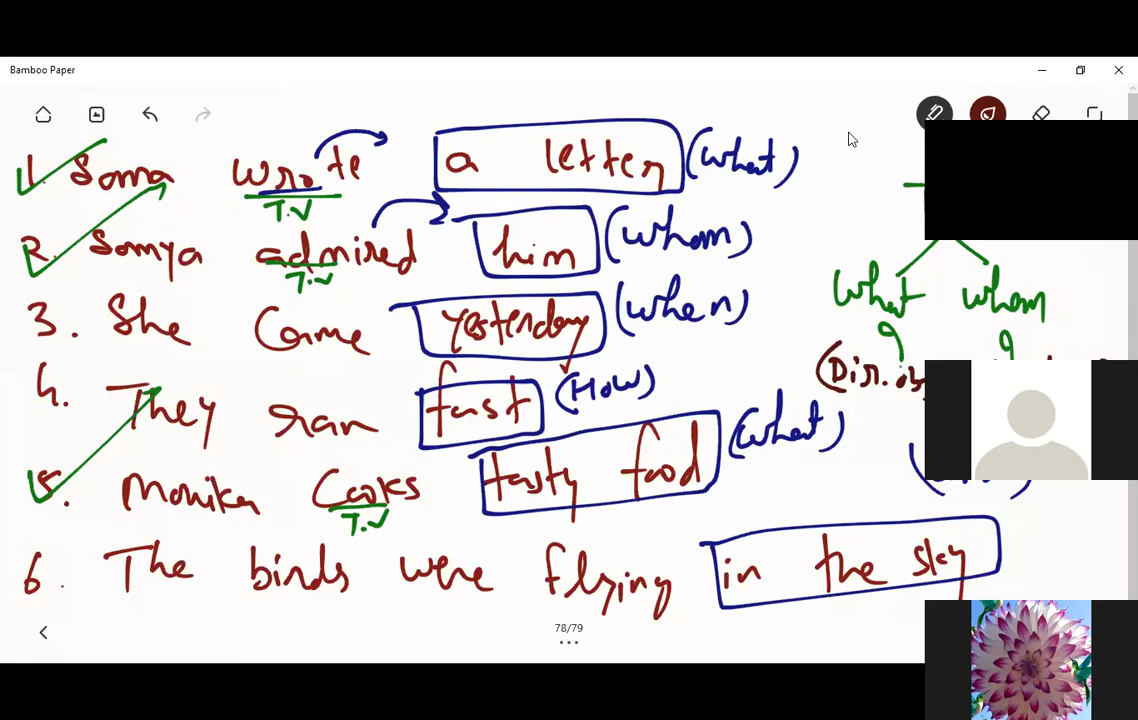 Bamboo Paper
1. Soma wrote a letter (what)
T.V
2. Somya admired him (whom)
T.V
3. She came yesterday (when)
what whom
(Dir. ob
4. They ran fast (How)
5. Monika Cooks tasty food (what)
T.V
6. The birds were flying in the sky
78/79